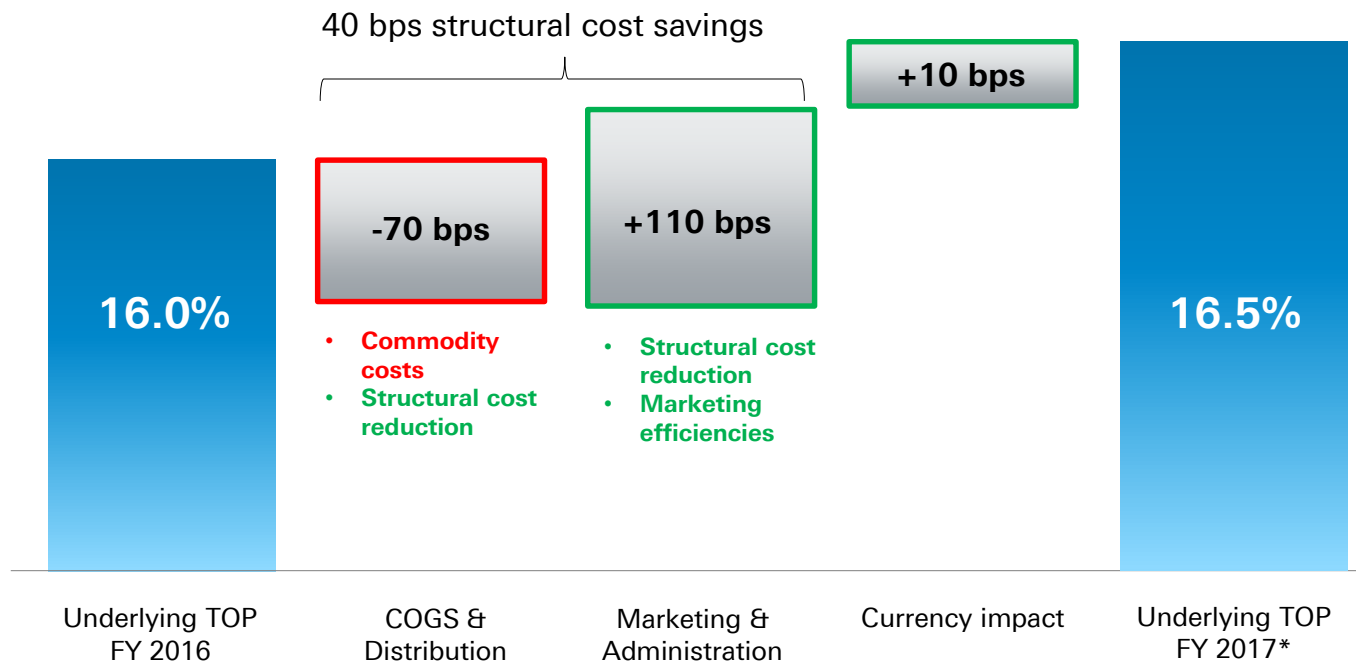 40 bps structural cost savings
+10 bps
-70 bps
+110 bps
16.0%
16.5%
• Commodity
costs
• Structural cost
reduction
• Structural cost
reduction
• Marketing
efficiencies
Underlying TOP
FY 2016
COGS &
Distribution
Marketing &
Administration
Currency impact
Underlying TOP
FY 2017*